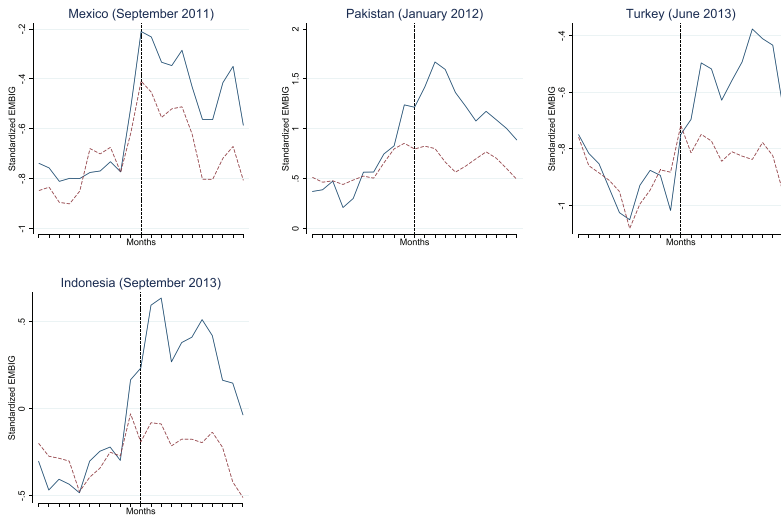 Mexico (September 2011)
Standardized EMBIG
-.2
-.4
-.6
-.8
-1
Months
Pakistan (January 2012)
Standardized EMBIG
2
1.5
1
.5
0
Months
Turkey (June 2013)
Standardized EMBIG
-.4
-.6
-.8
-1
Months
Indonesia (September 2013)
Standardized EMBIG
.5
0
-.5
Months